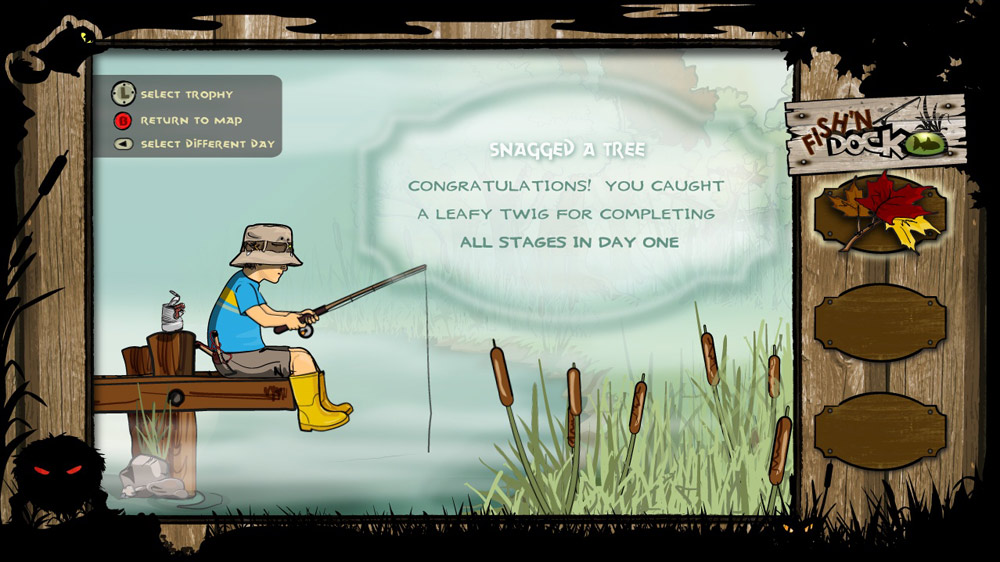 L SELECT TROPHY
B RETURN TO MAP
SELECT DIFFERENT DAY
SNAGGED A TREE
CONGRATULATIONS! YOU CAUGHT
A LEAFY TWIG FOR COMPLETING
ALL STAGES IN DAY ONE
FISH'N
DOCK